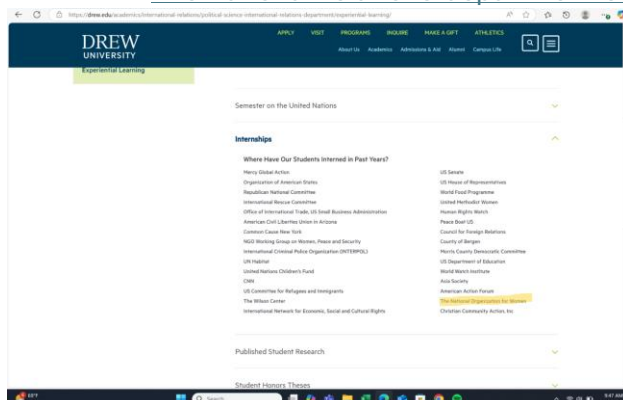 https://drew.edu/academics/international-relations/political-science-international-relations-department/experiential-learning/
APPLY VISIT PROGRAMS INQUIRE MAKE A GIFT ATHLETICS
DREW
UNIVERSITY
About Us Academics Admissions & Aid Alumni Campus Life
Experiential Learning
Semester on the United Nations
Internships
Where Have Our Students Interned in Past Years?
Mercy Global Action
Organization of American States
Republican National Committee
International Rescue Committee
Office of International Trade, US Small Business Administration
American Civil Liberties Union in Arizona
Common Cause New York
NGO Working Group on Women, Peace and Security
International Criminal Police Organization (INTERPOL)
UN Habitat
United Nations Children's Fund
CNN
US Committee for Refugees and Immigrants
The Wilson Center
International Network for Economic, Social and Cultural Rights
US Senate
US House of Representatives
World Food Programme
United Methodist Women
Human Rights Watch
Peace Boat US
Council for Foreign Relations
County of Bergen
Morris County Democratic Committee
US Department of Education
World Watch Institute
Asia Society
American Action Forum
The National Organization for Women
Christian Community Action, Inc
Published Student Research
Student Honors Theses
Search
9:47 AM